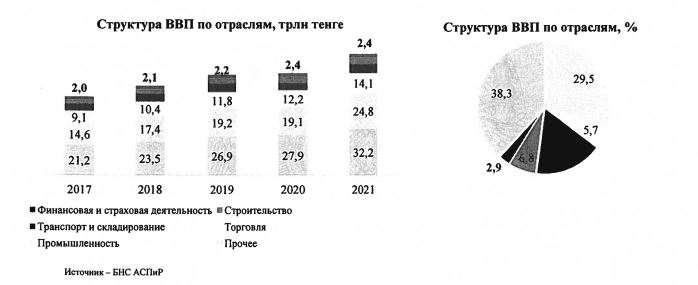 Структура ВВП по отраслям, трлн тенге
Структура ВВП по отраслям, %
2,0 2,1 2,2 2,4 2,4
9,1 10,4 11,8 12,2 14,1
14,6 17,4 19,2 19,1 24,8
21,2 23,5 26,9 27,9 32,2
2017 2018 2019 2020 2021
38,3 29,5
5,7
6,8
2,9
Финансовая и страховая деятельность Строительство
Транспорт и складирование Торговля
Промышленность Прочее
Источник – БНС АСПиР